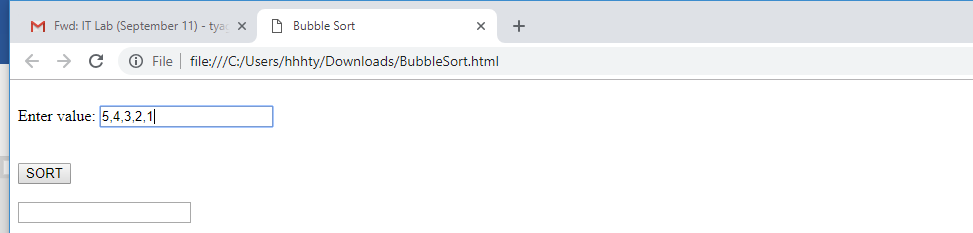 Fwd: IT Lab (September 11) - tya
Bubble Sort
File
file:///C:/Users/hhhty/Downloads/BubbleSort.html
Enter value: 5,4,3,2,1
SORT